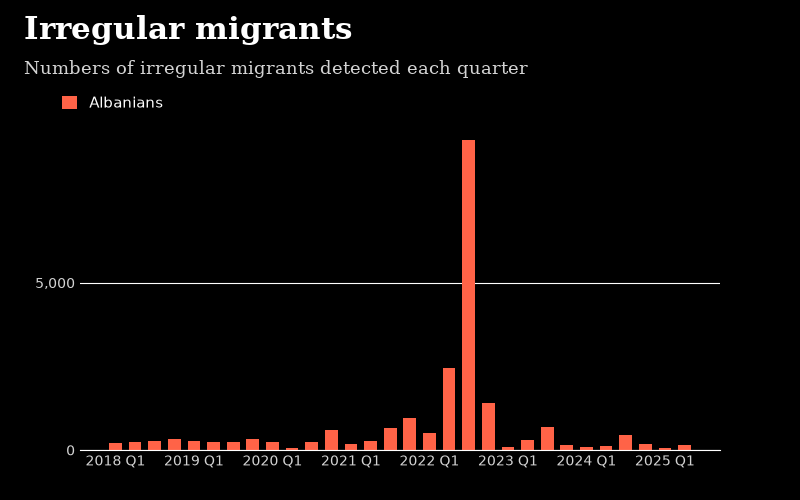 Irregular migrants
Numbers of irregular migrants detected each quarter
Albanians
5,000
0
2018 Q1 2019 Q1 2020 Q1 2021 Q1 2022 Q1 2023 Q1 2024 Q1 2025 Q1